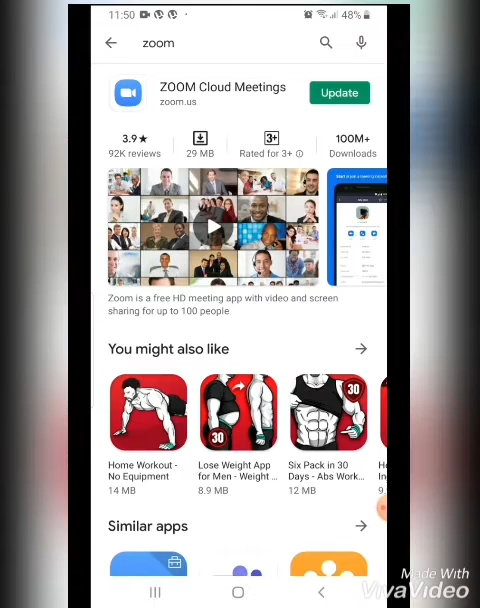 11:50
48%
zoom
ZOOM Cloud Meetings
zoom.us
Update
3.9★
92K reviews
29 MB
3+
Rated for 3+
100M+
Downloads
Zoom is a free HD meeting app with video and screen
sharing for up to 100 people
You might also like
30
30
Home Workout -
No Equipment
14 MB
Lose Weight App
for Men - Weight ...
8.9 MB
Six Pack in 30
Days - Abs Work...
12 MB
Similar apps
Made With
VivaVideo